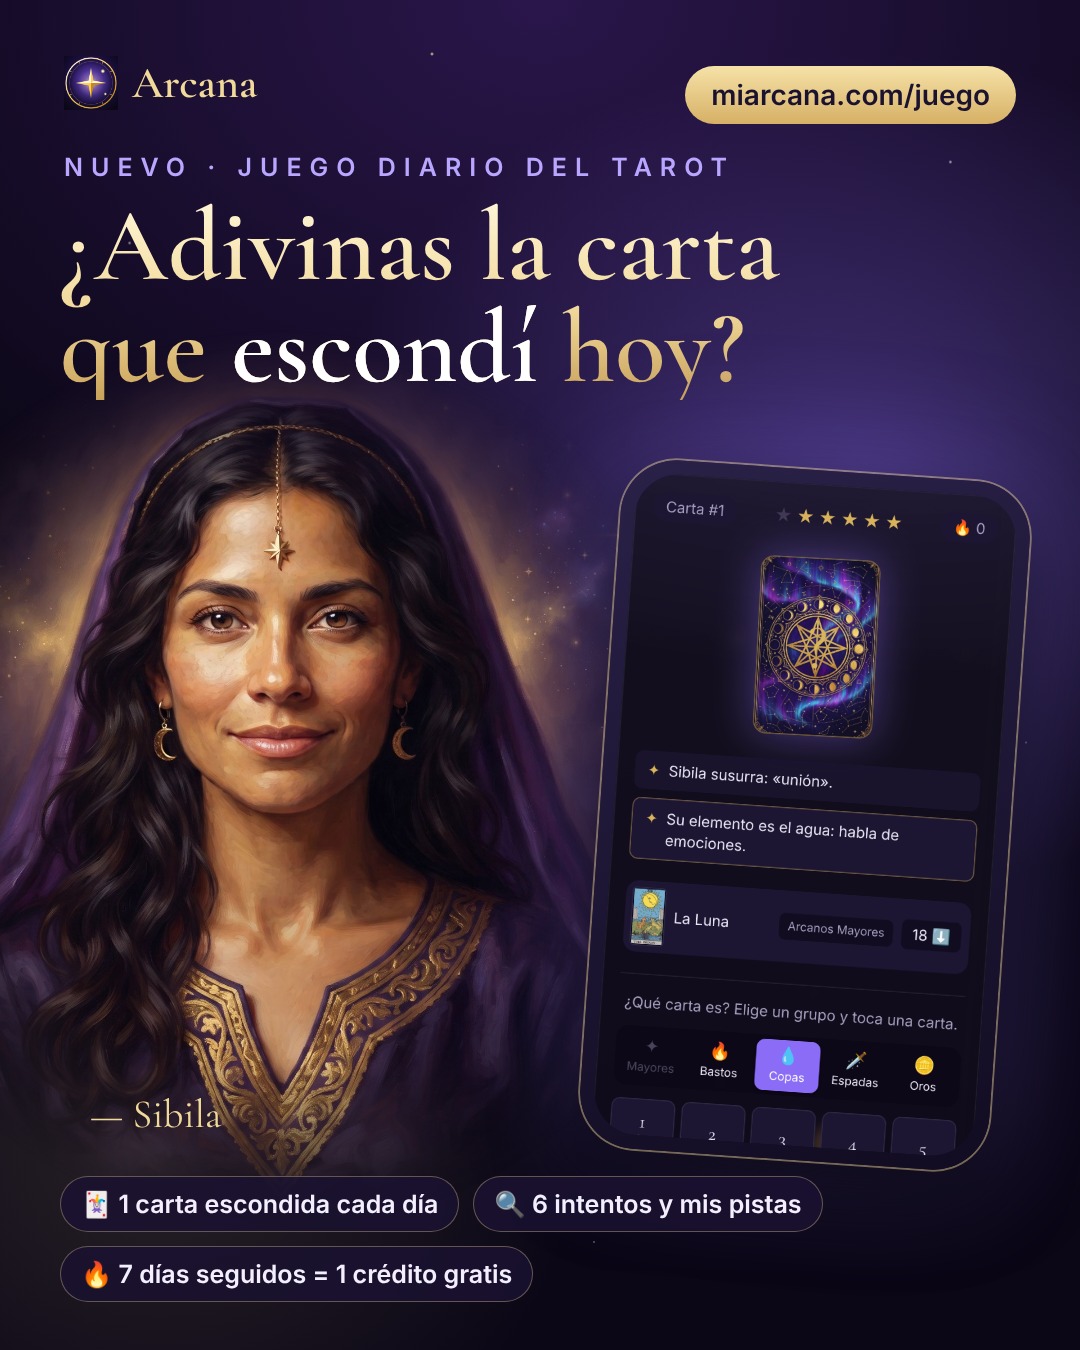 Arcana
miarcana.com/juego
NUEVO · JUEGO DIARIO DEL TAROT
¿Adivinas la carta
que escondí hoy?
Carta #1
0
Sibila susurra: «unión».
Su elemento es el agua: habla de
emociones.
La Luna
Arcanos Mayores
18
¿Qué carta es? Elige un grupo y toca una carta.
Mayores
Bastos
Copas
Espadas
Oros
1
2
3
4
5
— Sibila
1 carta escondida cada día
6 intentos y mis pistas
7 días seguidos = 1 crédito gratis